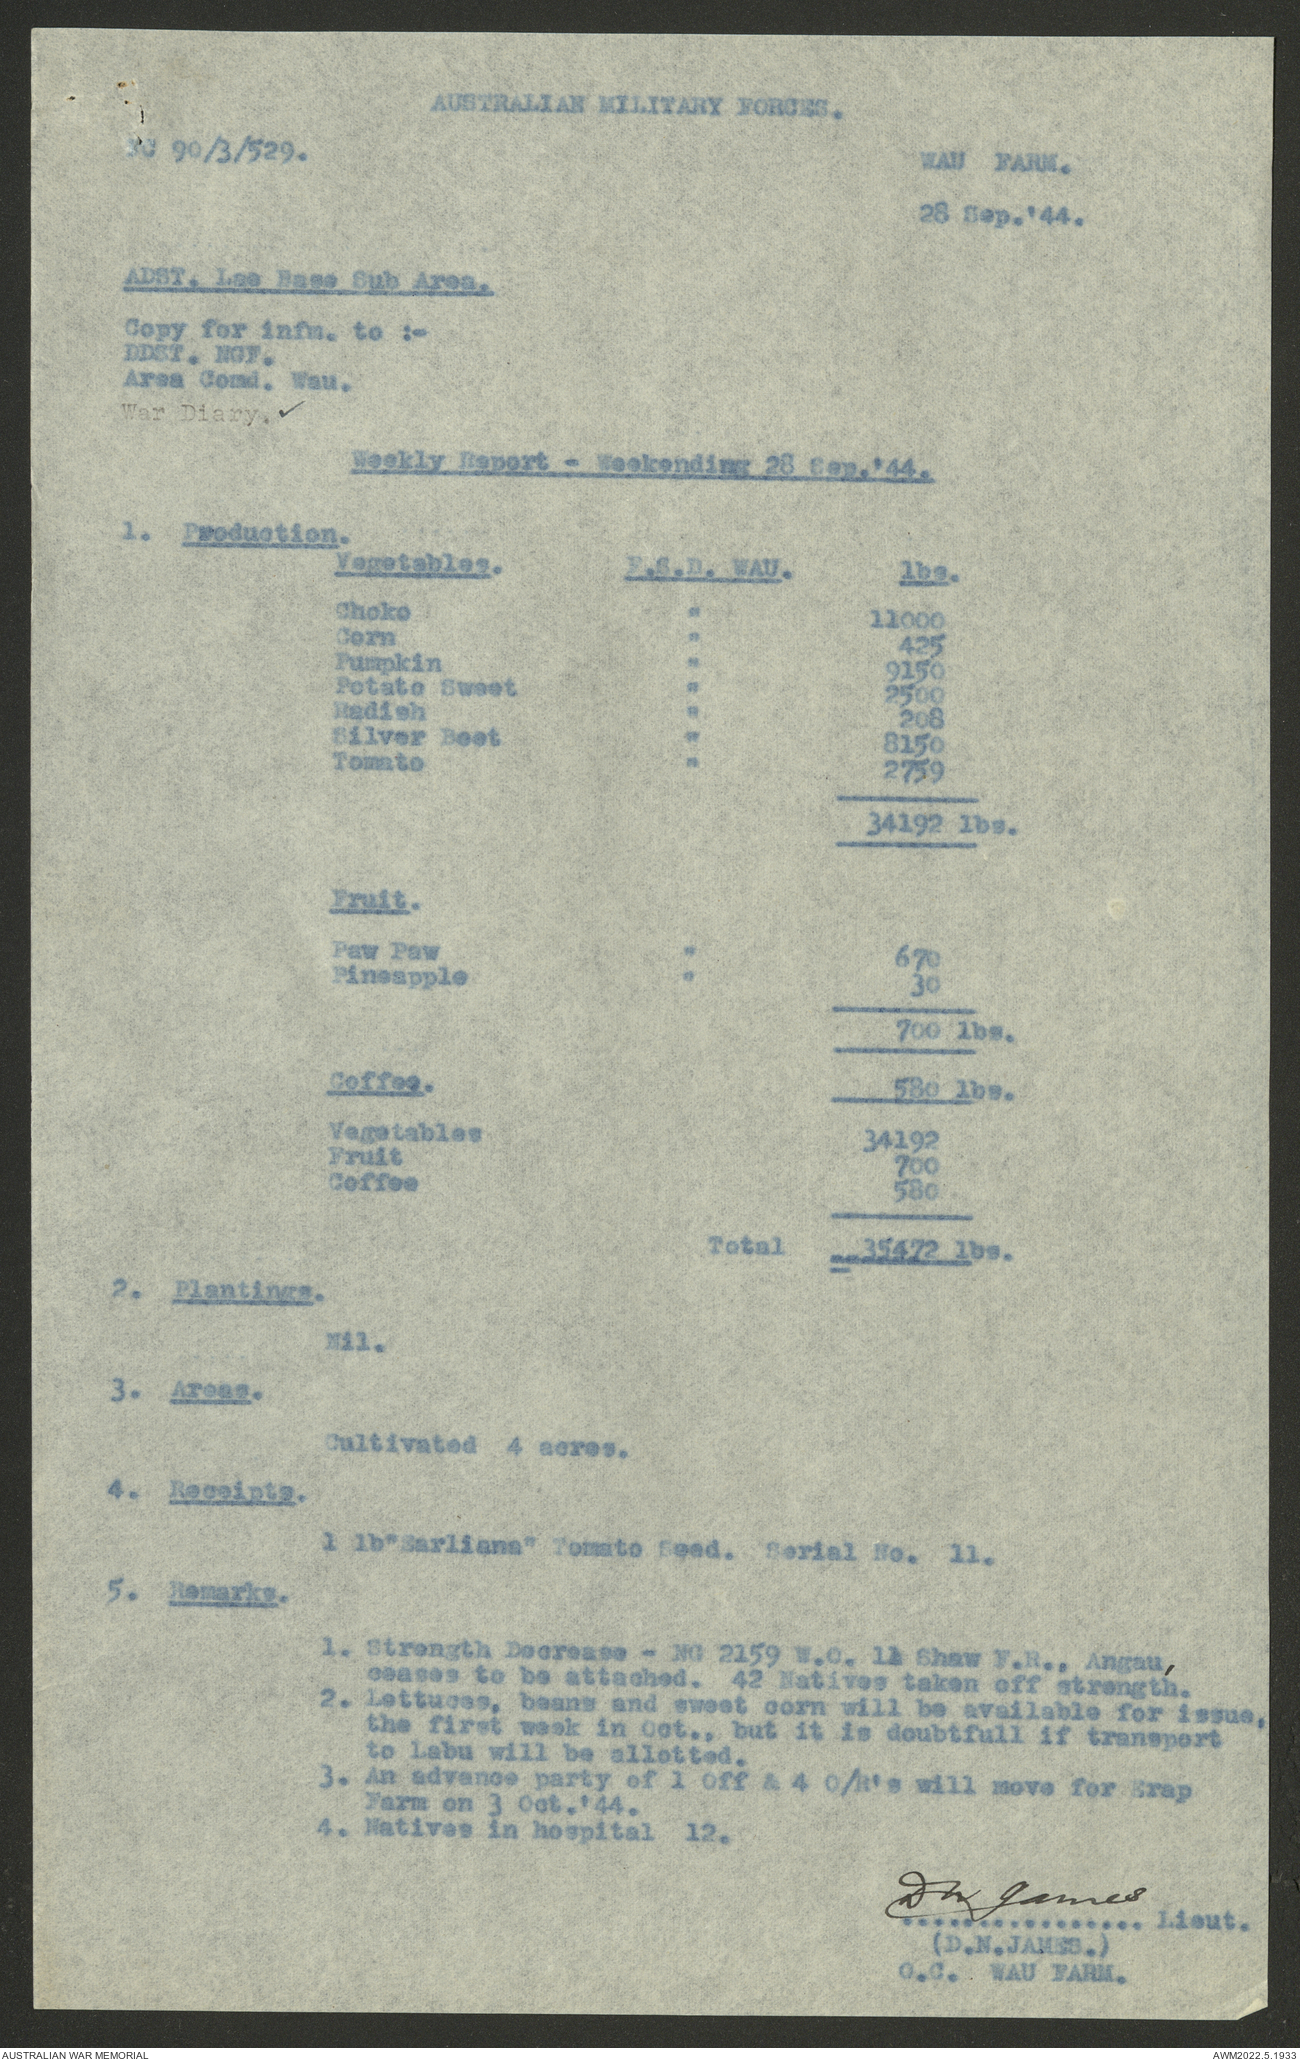 AUSTRALIAN MILITARY FORCES.
90/3/529.
WAU FARM.
28 Sep.'44.
ADST. Lae Base Sub Area.
Copy for infm. to :-
DDST. NGF.
Area Comd. Wau.
War Diary. ✓
Weekly Report - Weekending 28 Sep.'44.
1. Production.
Vegetables. F.S.D. WAU. lbs.
Choko " 11000
Corn " 425
Pumpkin " 9150
Potato Sweet " 2500
Radish " 208
Silver Beet " 8150
Tomato " 2759
34192 lbs.
Fruit.
Paw Paw " 670
Pineapple " 30
700 lbs.
Coffee. 580 lbs.
Vegetables 34192
Fruit 700
Coffee 580
Total 35472 lbs.
2. Plantings.
Nil.
3. Areas.
Cultivated 4 acres.
4. Receipts.
1 lb"Earliana" Tomato Seed. Serial No. 11.
5. Remarks.
1. Strength Decrease - NG 2159 W.O. 11 Shaw F.R., Angau,
ceases to be attached. 42 Natives taken off strength.
2. Lettuces, beans and sweet corn will be available for issue,
the first week in Oct., but it is doubtfull if transport
to Labu will be allotted.
3. An advance party of 1 Off & 4 O/R's will move for Erap
Farm on 3 Oct.'44.
4. Natives in hospital 12.
DN James
................ Lieut.
(D.N.JAMES.)
O.C. WAU FARM.
AUSTRALIAN WAR MEMORIAL
AWM2022.5.1933